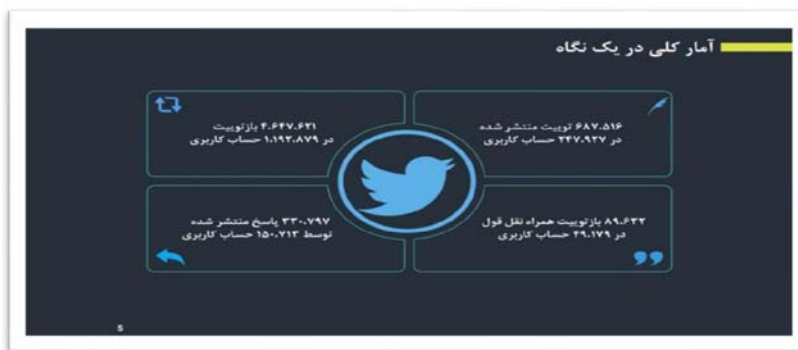 آمار کلی در یک نگاه
۶۸۷.۵۱۶ توییت منتشر شده
در ۲۴۷.۹۲۷ حساب کاربری
۴.۶۴۷.۶۲۱ بازتوییت
در ۱.۱۹۲.۸۷۹ حساب کاربری
۸۹.۶۲۲ بازتوییت همراه نقل قول
در ۴۹.۱۷۹ حساب کاربری
۳۳۰.۷۹۷ پاسخ منتشر شده
توسط ۱۵۰.۷۱۳ حساب کاربری
5